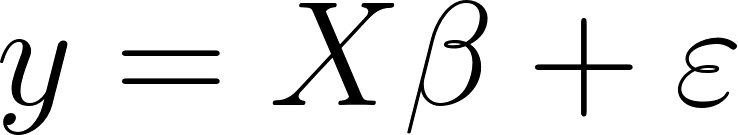 y = Xβ + ε